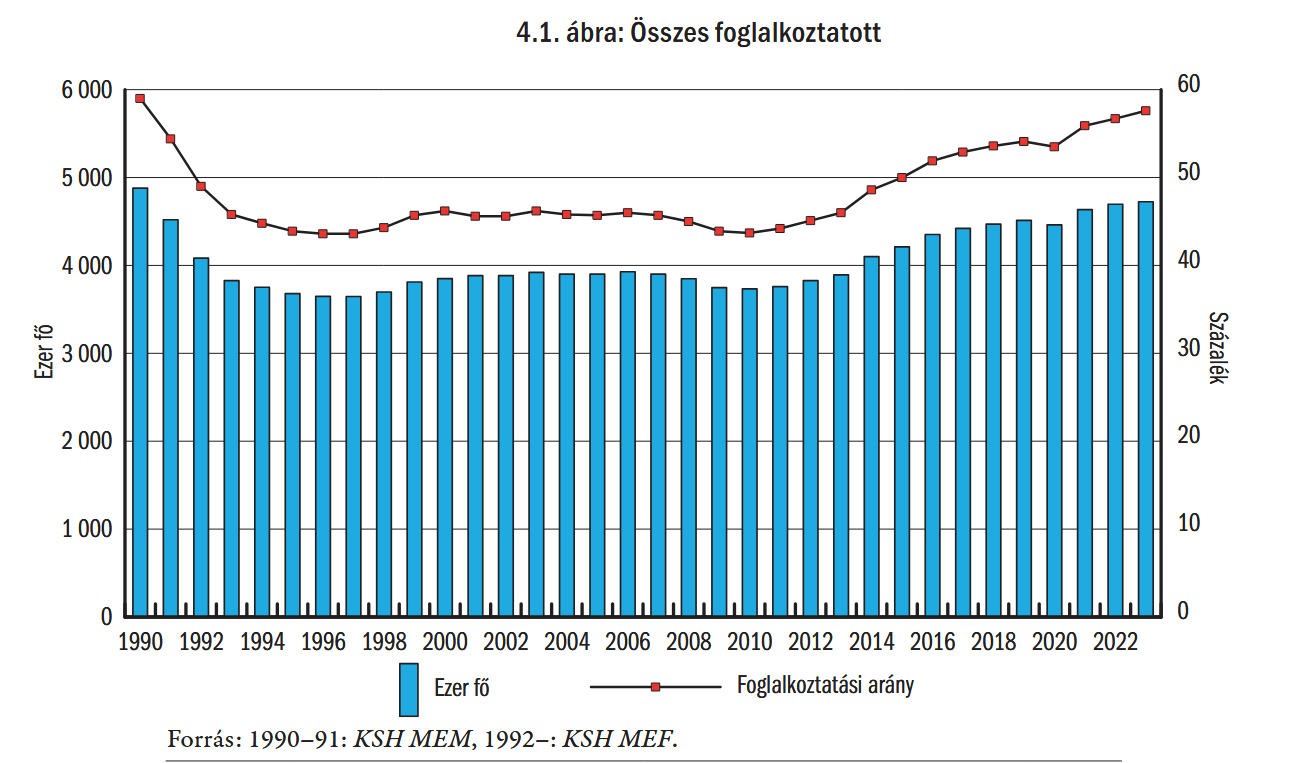 4.1. ábra: Összes foglalkoztatott
6 000
5 000
4 000
3 000
2 000
1 000
0
Ezer fő
60
50
40
30
20
10
0
Százalék
1990 1992 1994 1996 1998 2000 2002 2004 2006 2008 2010 2012 2014 2016 2018 2020 2022
Ezer fő
Foglalkoztatási arány
Forrás: 1990–91: KSH MEM, 1992–: KSH MEF.